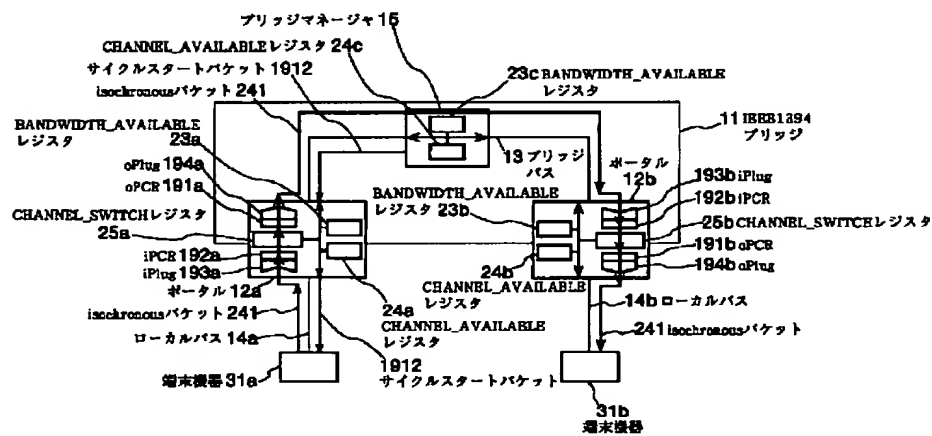 ブリッジマネージャ 15
CHANNEL_AVAILABLEレジスタ 24c
サイクルスタートパケット 1912
isochronousパケット 241
23c BANDWIDTH_AVAILABLE
レジスタ
11 IEEE1394
ブリッジ
BANDWIDTH_AVAILABLE
レジスタ
23a
oPlug 194a
oPCR 191a
CHANNEL_SWITCHレジスタ
25a
iPCR 192a
iPlug 193a
ポータル 12a
isochronousパケット 241
ローカルバス 14a
端末機器 31a
13 ブリッジ
バス
BANDWIDTH_AVAILABLE
レジスタ 23b
ポータル
12b
193b iPlug
192b iPCR
25b CHANNEL_SWITCHレジスタ
191b oPCR
194b oPlug
24b
CHANNEL_AVAILABLE
レジスタ
24a
CHANNEL_AVAILABLE
レジスタ
1912
サイクルスタートパケット
14b ローカルバス
241 isochronousパケット
31b
端末機器